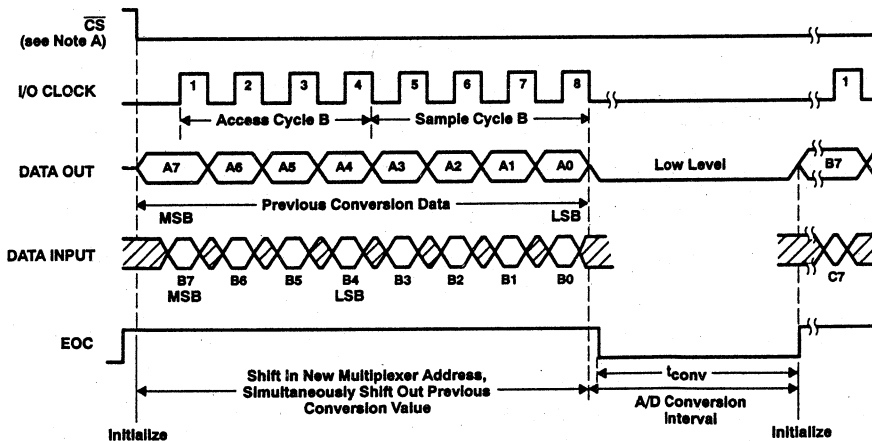 CS
(see Note A)
I/O CLOCK
1 2 3 4 5 6 7 8 1
Access Cycle B Sample Cycle B
DATA OUT
A7 A6 A5 A4 A3 A2 A1 A0 Low Level B7
Previous Conversion Data
MSB LSB
DATA INPUT
B7 B6 B5 B4 B3 B2 B1 B0 C7
MSB LSB
EOC
Shift in New Multiplexer Address,
Simultaneously Shift Out Previous
Conversion Value
tconv
A/D Conversion
Interval
Initialize Initialize